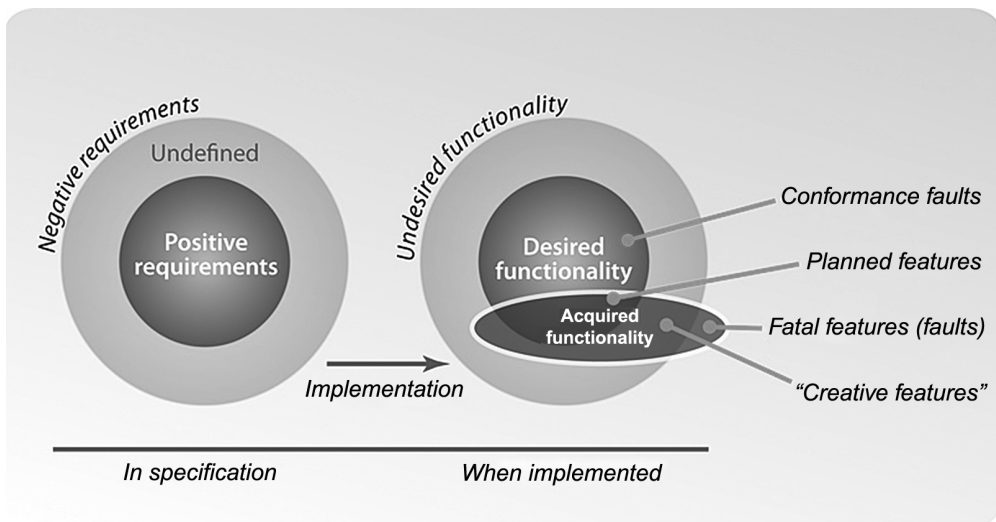 Negative requirements
Undefined
Positive
requirements
Implementation
Undesired functionality
Desired
functionality
Acquired
functionality
Conformance faults
Planned features
Fatal features (faults)
“Creative features”
In specification
When implemented